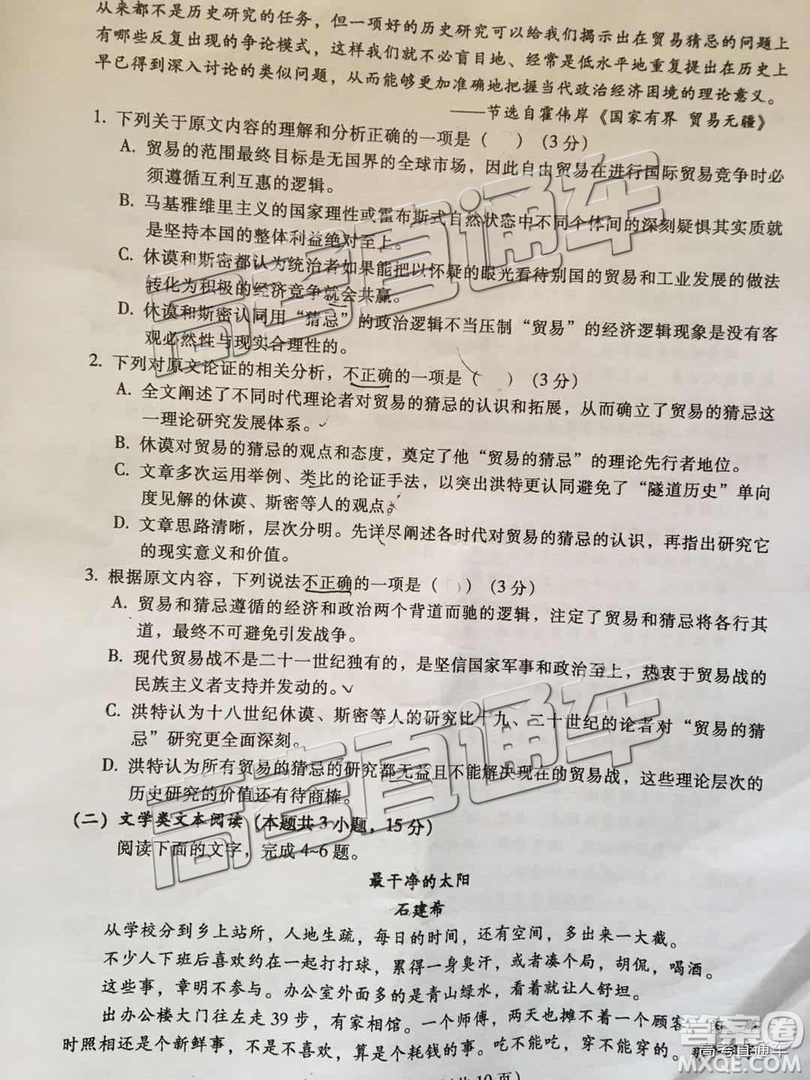 从来都不是历史研究的任务，但一项好的历史研究可以给我们揭示出在贸易猜忌的问题上
有哪些反复出现的争论模式，这样我们就不必盲目地、经常是低水平地重复提出在历史上
早已得到深入讨论的类似问题，从而能够更加准确地把握当代政治经济困境的理论意义。
——节选自霍伟岸《国家有界 贸易无疆》
1. 下列关于原文内容的理解和分析正确的一项是（ ）（3分）
A. 贸易的发展最终目标是无国界的全球市场，因此自由贸易在进行国际贸易竞争时必
须遵循互利互惠的逻辑。
B. 马基雅维里主义的国家理性或霍布斯式自然状态中不同个体间的深刻疑惧其实质就
是坚持本国的整体利益绝对至上。
C. 休谟和斯密都认为统治者如果能把以怀疑的眼光看待别国的贸易和工业发展的做法
转化为积极的经济竞争就会共赢。
D. 休谟和斯密认同用“猜忌”的政治逻辑不当压制“贸易”的经济逻辑现象是没有客
观必然性与现实合理性的。
2. 下列对原文论证的相关分析，不正确的一项是（ ）（3分）
A. 全文阐述了不同时代理论者对贸易的猜忌的认识和拓展，从而确立了贸易的猜忌这
一理论研究发展体系。
B. 休谟对贸易的猜忌的观点和态度，奠定了他“贸易的猜忌”的理论先行者地位。
C. 文章多次运用举例、类比的论证手法，以突出洪特更认同避免了“隧道历史”单向
度见解的休谟、斯密等人的观点。
D. 文章思路清晰，层次分明。先详尽阐述各时代对贸易的猜忌的认识，再指出研究它
的现实意义和价值。
3. 根据原文内容，下列说法不正确的一项是（ ）（3分）
A. 贸易和猜忌遵循的经济和政治两个背道而驰的逻辑，注定了贸易和猜忌将各行其
道，最终不可避免引发战争。
B. 现代贸易战不是二十一世纪独有的，是坚信国家军事和政治至上，热衷于贸易战的
民族主义者支持并发动的。
C. 洪特认为十八世纪休谟、斯密等人的研究比十九、二十世纪的论者对“贸易的猜
忌”研究更全面深刻。
D. 洪特认为所有贸易的猜忌的研究都无益且不能解决现在的贸易战，这些理论层次的
历史研究的价值还有待商榷。
（二）文学类文本阅读（本题共3小题，15分）
阅读下面的文字，完成4~6题。
最干净的太阳
石建希
从学校分到乡上站所，人地生疏，每日的时间，还有空间，多出来一大截。
不少人下班后喜欢约在一起打打球，累得一身臭汗，或者凑个局，胡侃，喝酒。
这些事，章明不参与。办公室外面多的是青山绿水，看着就让人舒坦。
出办公楼大门往左走39步，有家相馆。一个师傅，两天也摊不着一个顾客
时照相还是个新鲜事，不是不喜欢，算是个耗钱的事。吃不能吃，穿不能穿的。
高考直通车
高考直通车
答案圈
高考直通车